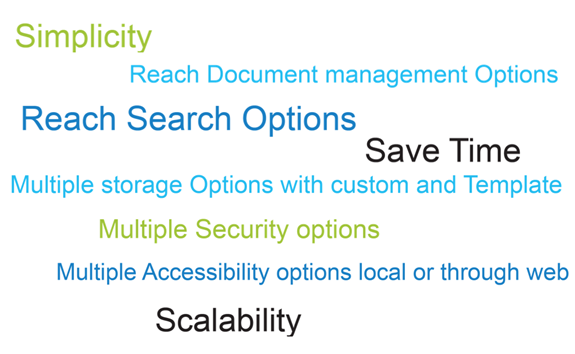 Simplicity
Reach Document management Options
Reach Search Options
Save Time
Multiple storage Options with custom and Template
Multiple Security options
Multiple Accessibility options local or through web
Scalability